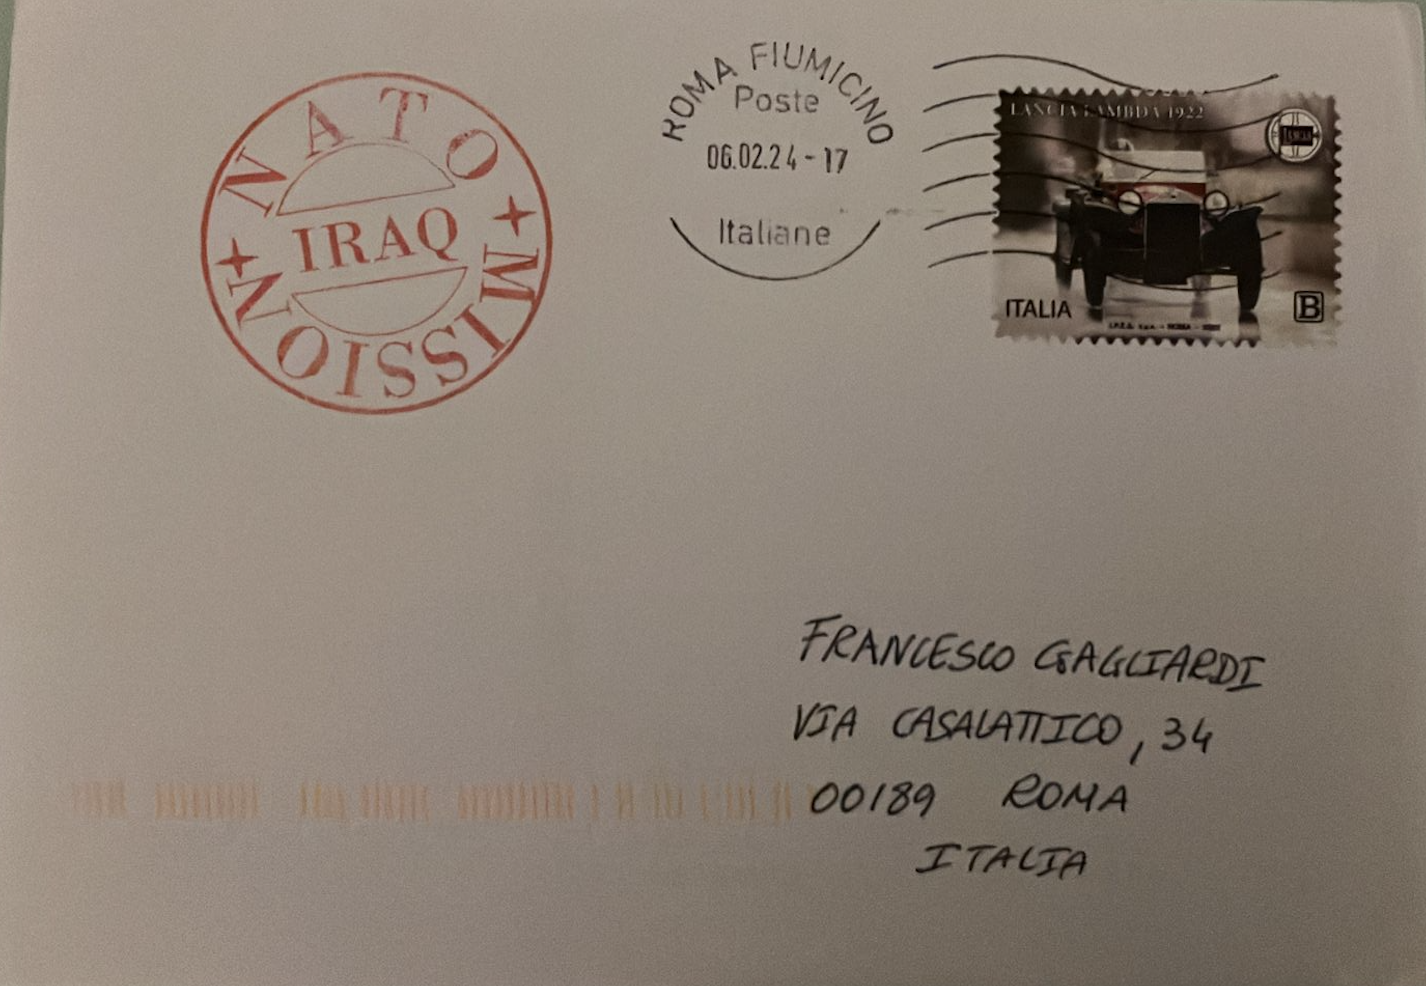 NATO
IRAQ
MISSION
ROMA FIUMICINO
Poste
06.02.24-17
Italiane
LANCIA LAMBDA 1922
LANCIA
ITALIA
B
FRANCESCO GAGLIARDI
VIA CASALATTICO, 34
00189 ROMA
ITALIA